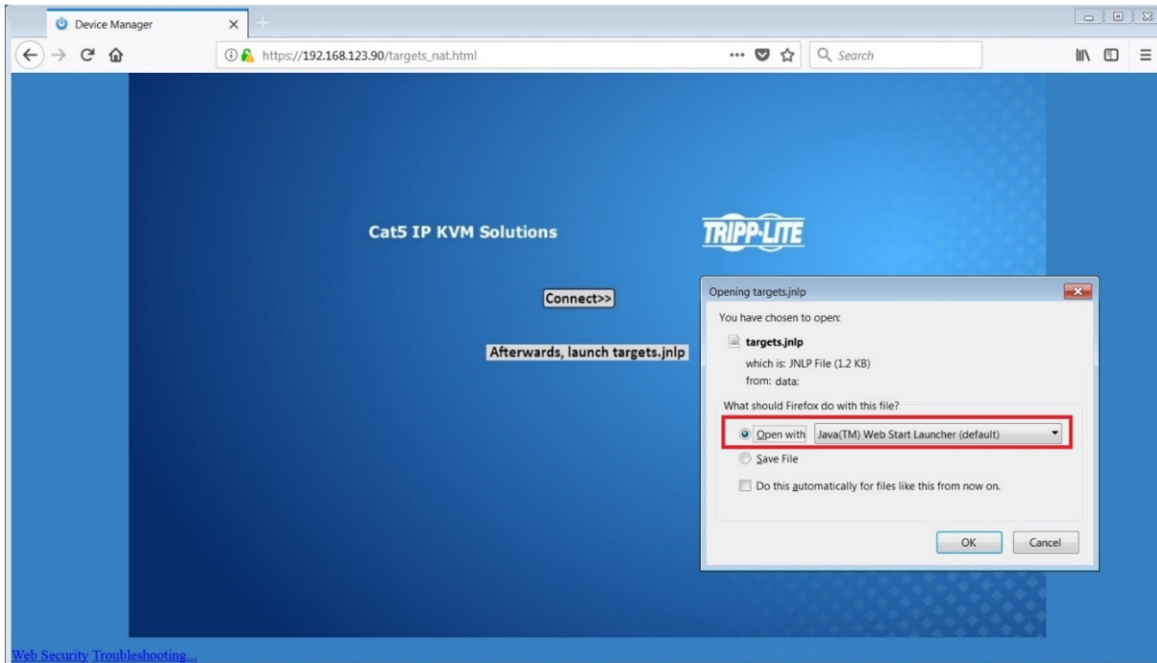 Device Manager
https://192.168.123.90/targets_nat.html
Search
Cat5 IP KVM Solutions
TRIPP·LITE
Connect>>
Afterwards, launch targets.jnlp
Opening targets.jnlp
You have chosen to open:
targets.jnlp
which is: JNLP File (1.2 KB)
from: data:
What should Firefox do with this file?
Open with Java(TM) Web Start Launcher (default)
Save File
Do this automatically for files like this from now on.
OK Cancel
Web Security Troubleshooting...